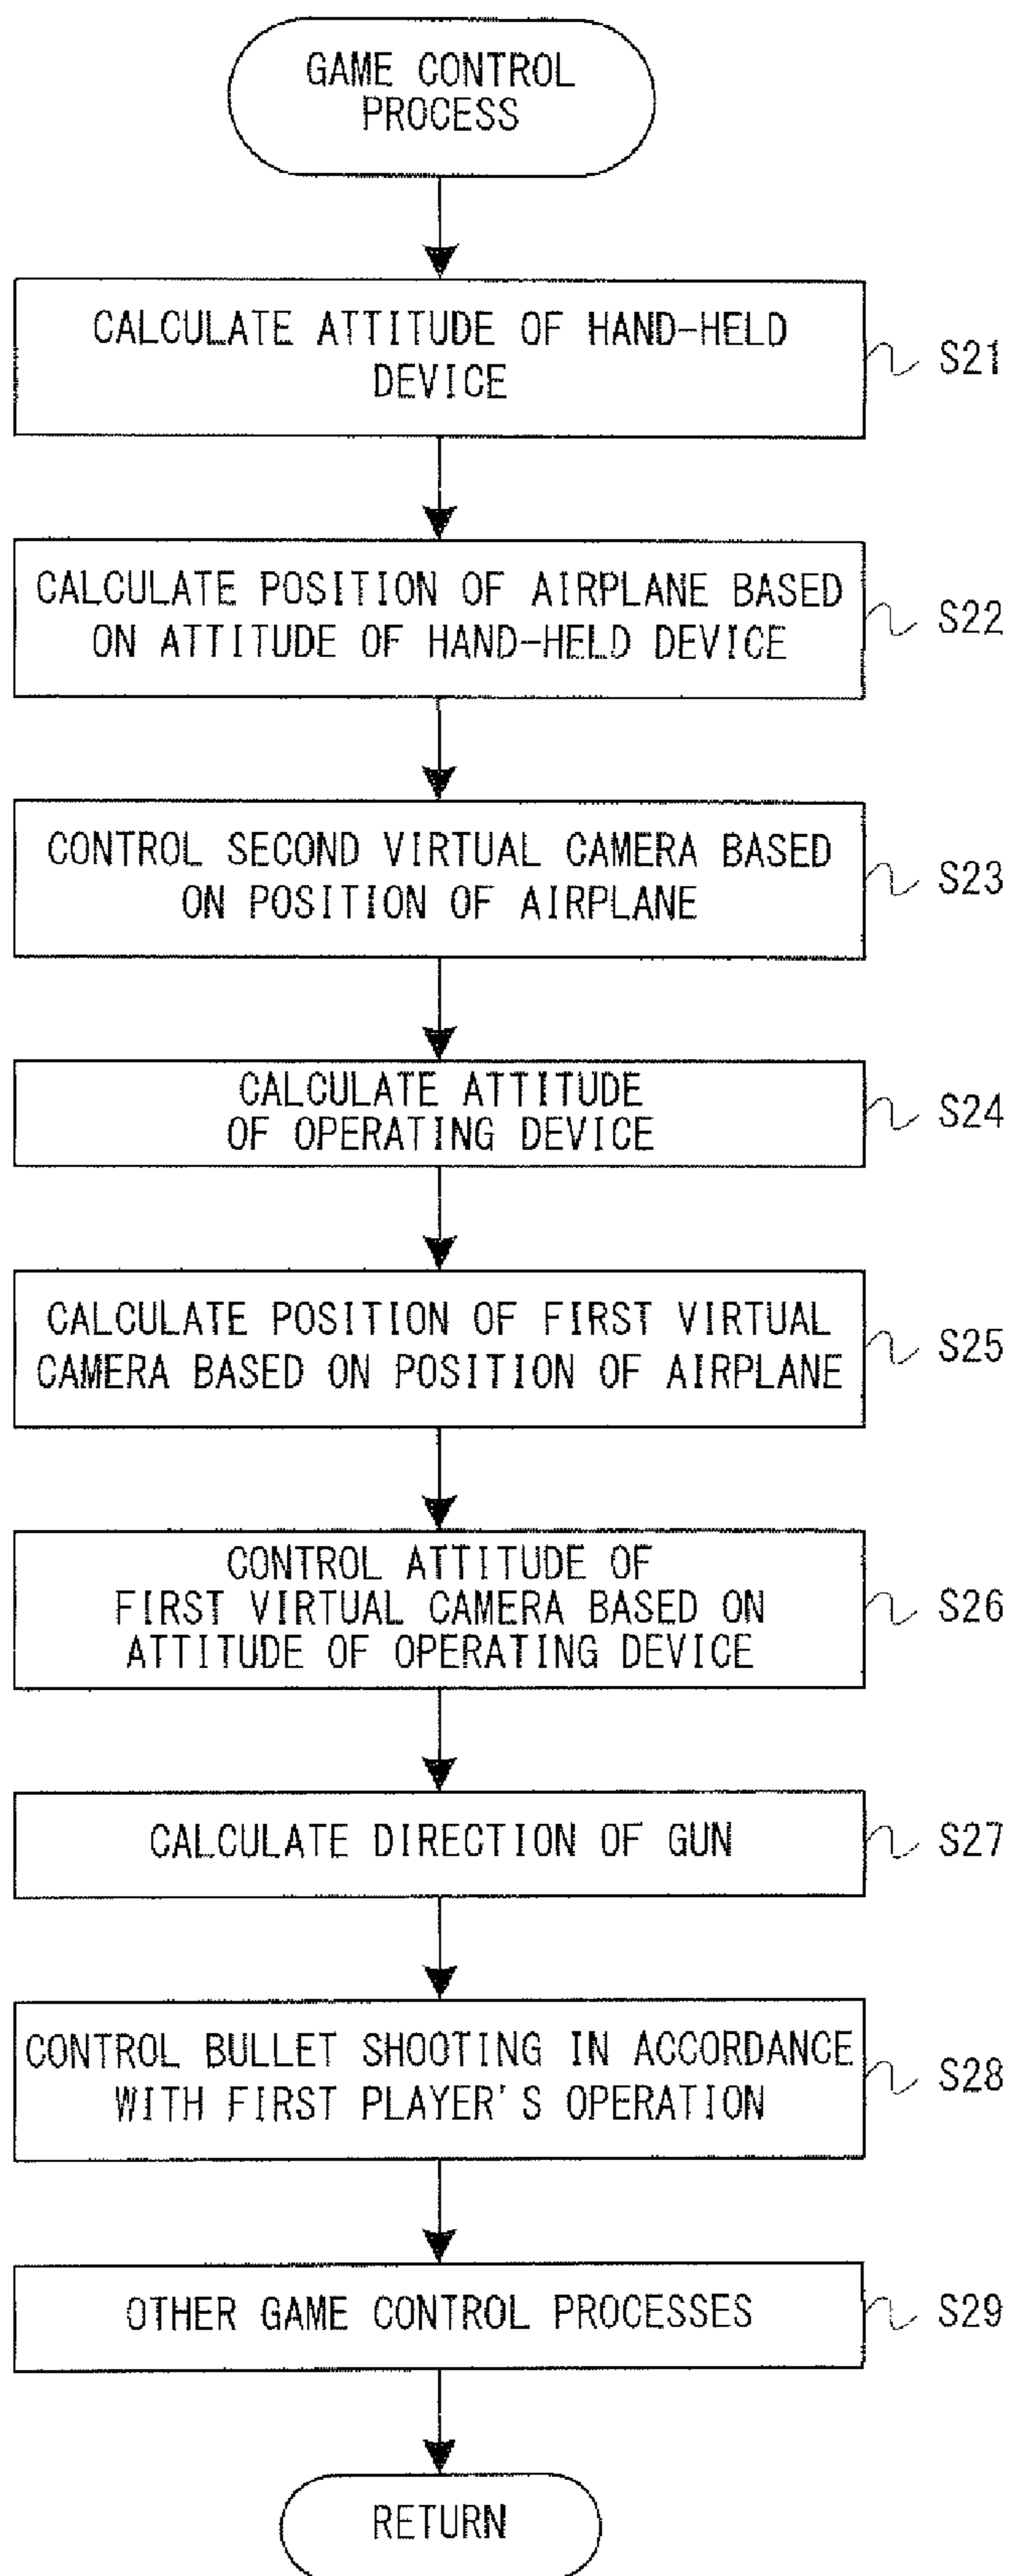 GAME CONTROL
PROCESS
CALCULATE ATTITUDE OF HAND-HELD
DEVICE
S21
CALCULATE POSITION OF AIRPLANE BASED
ON ATTITUDE OF HAND-HELD DEVICE
S22
CONTROL SECOND VIRTUAL CAMERA BASED
ON POSITION OF AIRPLANE
S23
CALCULATE ATTITUDE
OF OPERATING DEVICE
S24
CALCULATE POSITION OF FIRST VIRTUAL
CAMERA BASED ON POSITION OF AIRPLANE
S25
CONTROL ATTITUDE OF
FIRST VIRTUAL CAMERA BASED ON
ATTITUDE OF OPERATING DEVICE
S26
CALCULATE DIRECTION OF GUN
S27
CONTROL BULLET SHOOTING IN ACCORDANCE
WITH FIRST PLAYER'S OPERATION
S28
OTHER GAME CONTROL PROCESSES
S29
RETURN